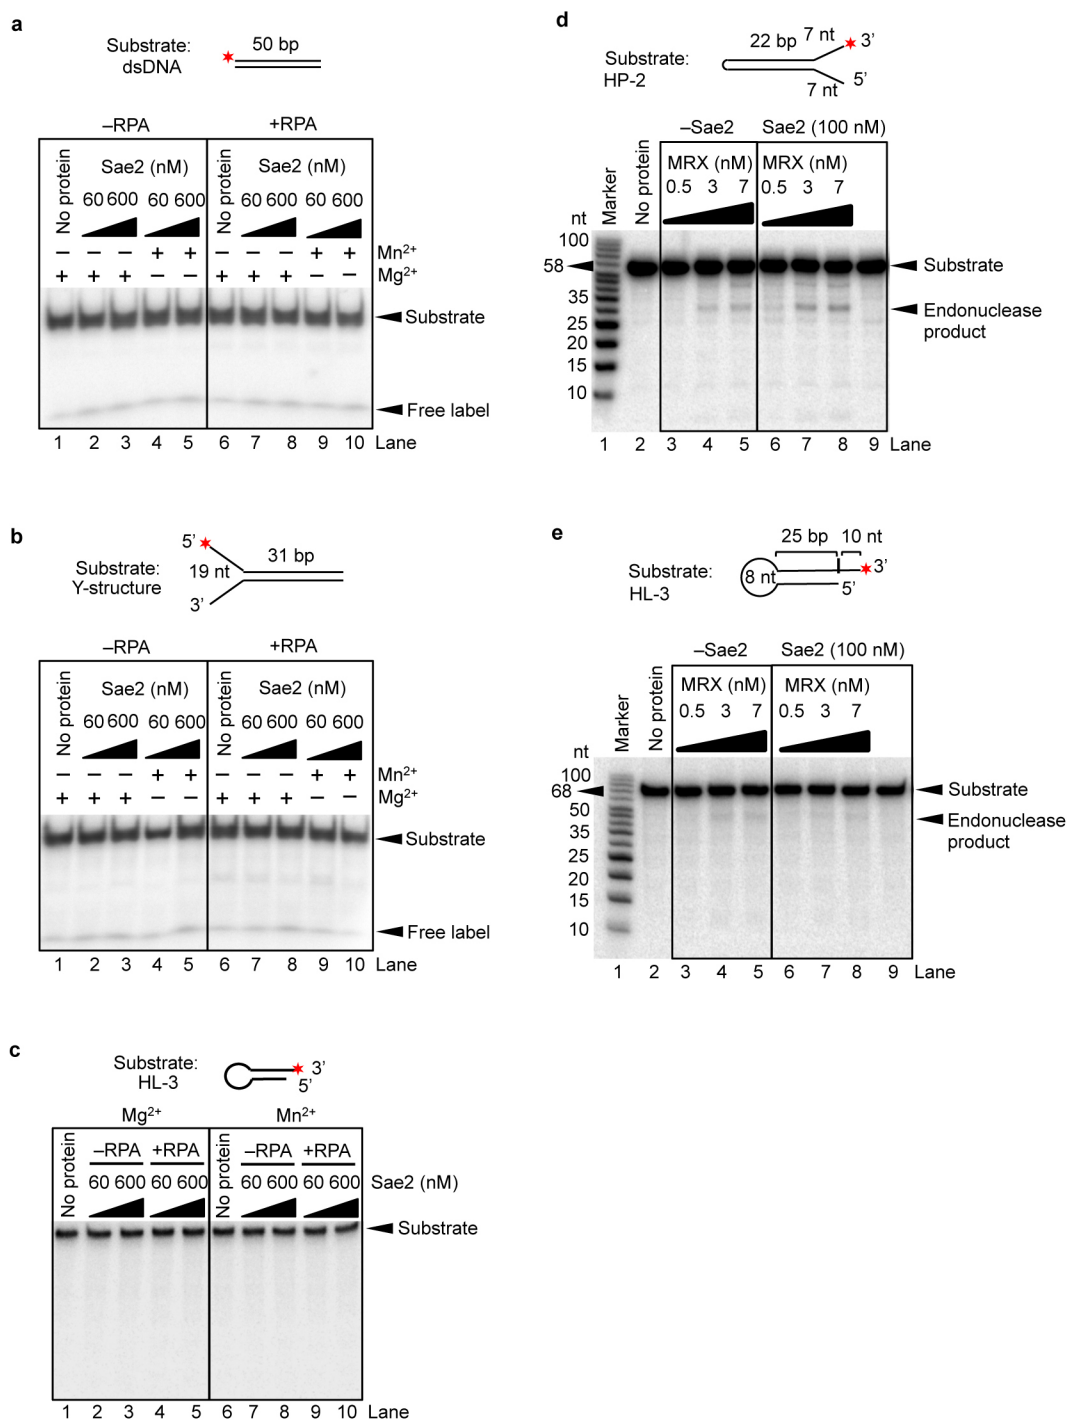 a
Substrate:
dsDNA
50 bp
–RPA
+RPA
No protein
Sae2 (nM)
60 600 60 600
No protein
Sae2 (nM)
60 600 60 600
– – – + + – – – + + Mn2+
+ + + – – + + + – – Mg2+
Substrate
Free label
1 2 3 4 5 6 7 8 9 10 Lane
b
Substrate:
Y-structure
5’
19 nt
31 bp
3’
–RPA
+RPA
No protein
Sae2 (nM)
60 600 60 600
No protein
Sae2 (nM)
60 600 60 600
– – – + + – – – + + Mn2+
+ + + – – + + + – – Mg2+
Substrate
Free label
1 2 3 4 5 6 7 8 9 10 Lane
c
Substrate:
HL-3
3’
5’
Mg2+
Mn2+
No protein
–RPA +RPA
60 600 60 600
No protein
–RPA +RPA
60 600 60 600 Sae2 (nM)
Substrate
1 2 3 4 5 6 7 8 9 10 Lane
d
Substrate:
HP-2
22 bp
7 nt
3’
5’
7 nt
–Sae2
Sae2 (100 nM)
Marker
No protein
MRX (nM)
0.5 3 7
MRX (nM)
0.5 3 7
nt
100
58
35
25
20
15
10
Substrate
Endonuclease
product
1 2 3 4 5 6 7 8 9 Lane
e
Substrate:
HL-3
25 bp
10 nt
8 nt
3’
5’
–Sae2
Sae2 (100 nM)
Marker
No protein
MRX (nM)
0.5 3 7
MRX (nM)
0.5 3 7
nt
100
68
50
35
25
20
15
10
Substrate
Endonuclease
product
1 2 3 4 5 6 7 8 9 Lane